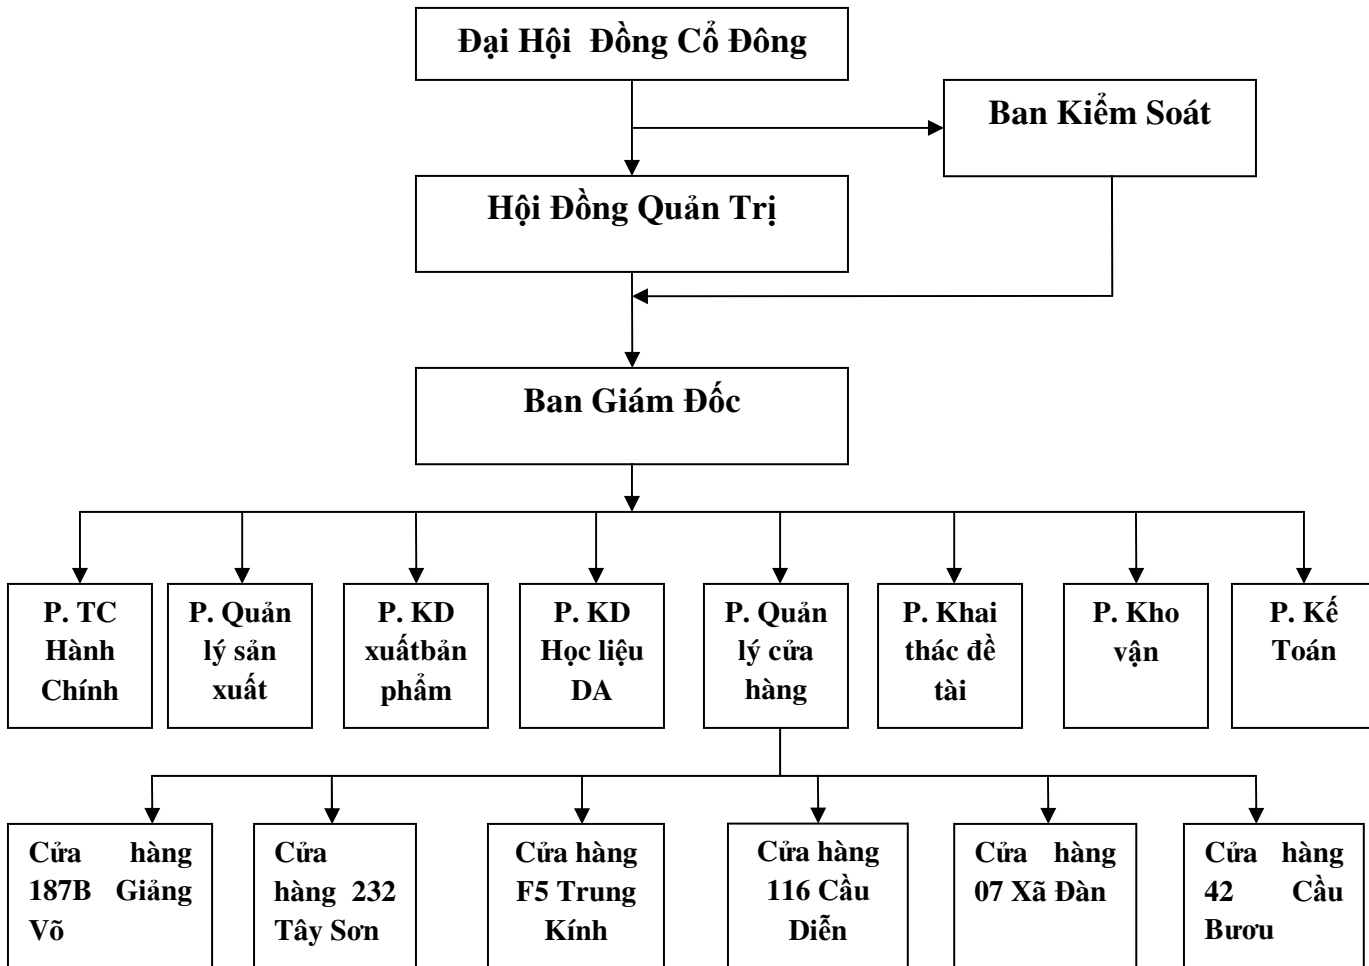 Đại Hội Đồng Cổ Đông
Ban Kiểm Soát
Hội Đồng Quản Trị
Ban Giám Đốc
P. TC
Hành
Chính
P. Quản
lý sản
xuất
P. KD
xuấtbản
phẩm
P. KD
Học liệu
DA
P. Quản
lý cửa
hàng
P. Khai
thác đề
tài
P. Kho
vận
P. Kế
Toán
Cửa hàng
187B Giảng
Võ
Cửa
hàng 232
Tây Sơn
Cửa hàng
F5 Trung
Kính
Cửa hàng
116 Cầu
Diễn
Cửa hàng
07 Xã Đàn
Cửa hàng
42 Cầu
Bươu